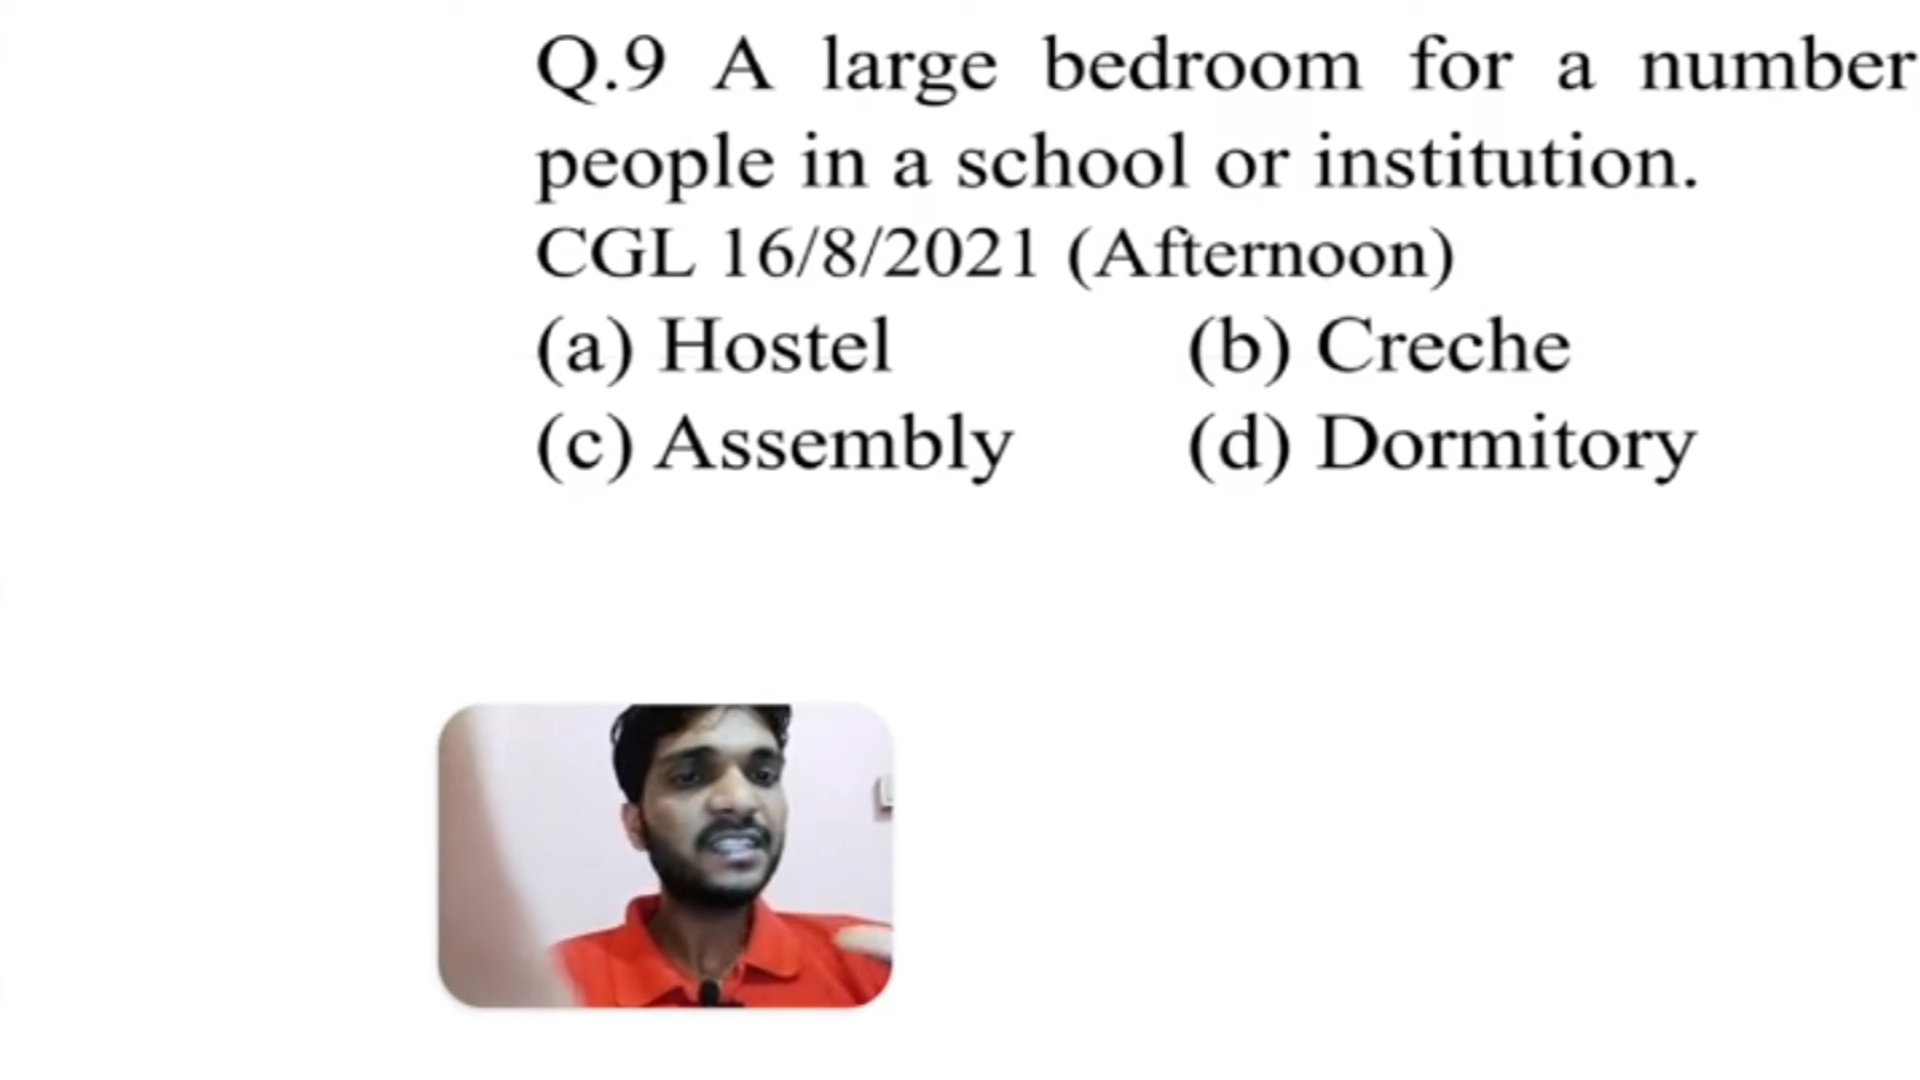 Q.9 A large bedroom for a number
people in a school or institution.
CGL 16/8/2021 (Afternoon)
(a) Hostel (b) Creche
(c) Assembly (d) Dormitory